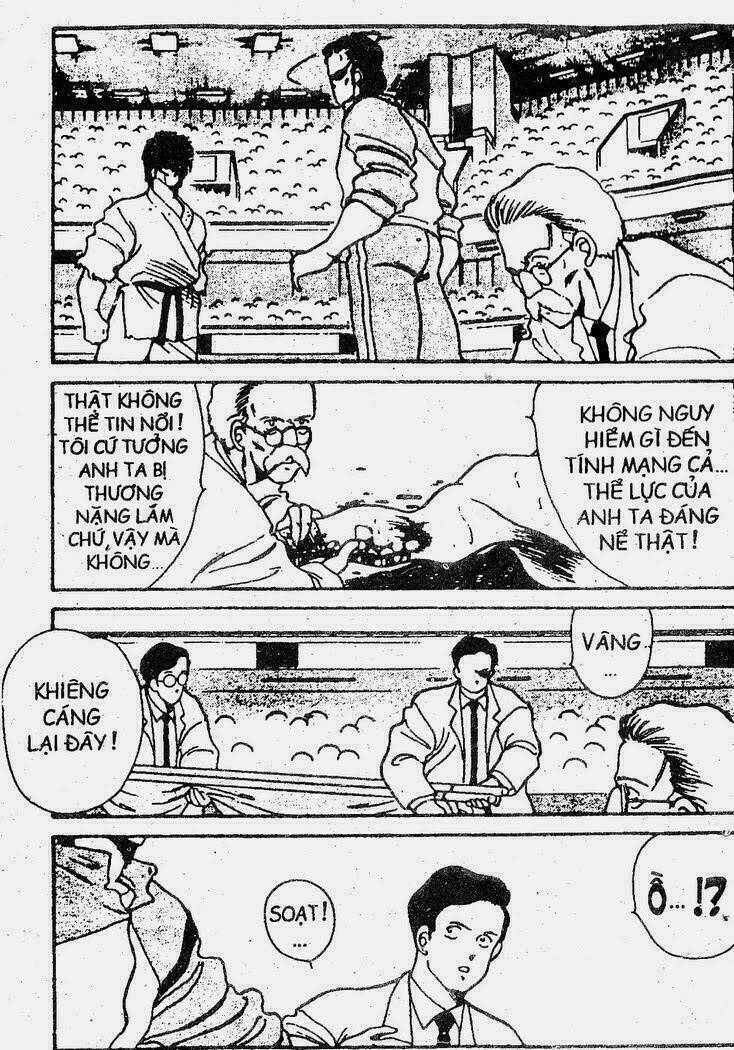 THẬT KHÔNG
THỂ TIN NỔI!
TÔI CỨ TƯỞNG
ANH TA BỊ
THƯƠNG
NẶNG LẮM
CHỨ, VẬY MÀ
KHÔNG...
KHÔNG NGUY
HIỂM GÌ ĐẾN
TÍNH MẠNG CẢ...
THỂ LỰC CỦA
ANH TA ĐÁNG
NỂ THẬT!
KHIÊNG
CÁNG
LẠI ĐÂY!
VÂNG..
...
SOẠT!
...
Ồ... !?